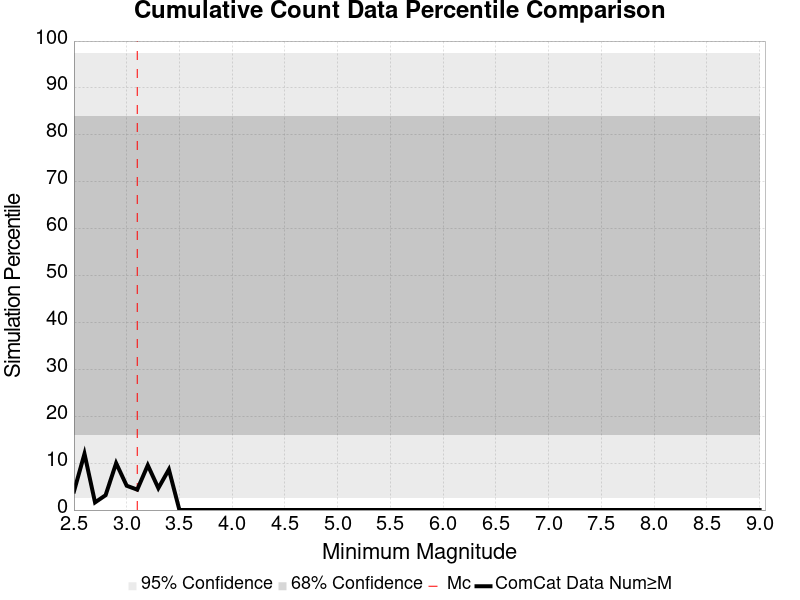 Cumulative Count Data Percentile Comparison
100
90
80
70
60
50
40
30
20
10
0
Simulation Percentile
2.5 3.0 3.5 4.0 4.5 5.0 5.5 6.0 6.5 7.0 7.5 8.0 8.5 9.0
Minimum Magnitude
95% Confidence 68% Confidence Mc ComCat Data Num≥M